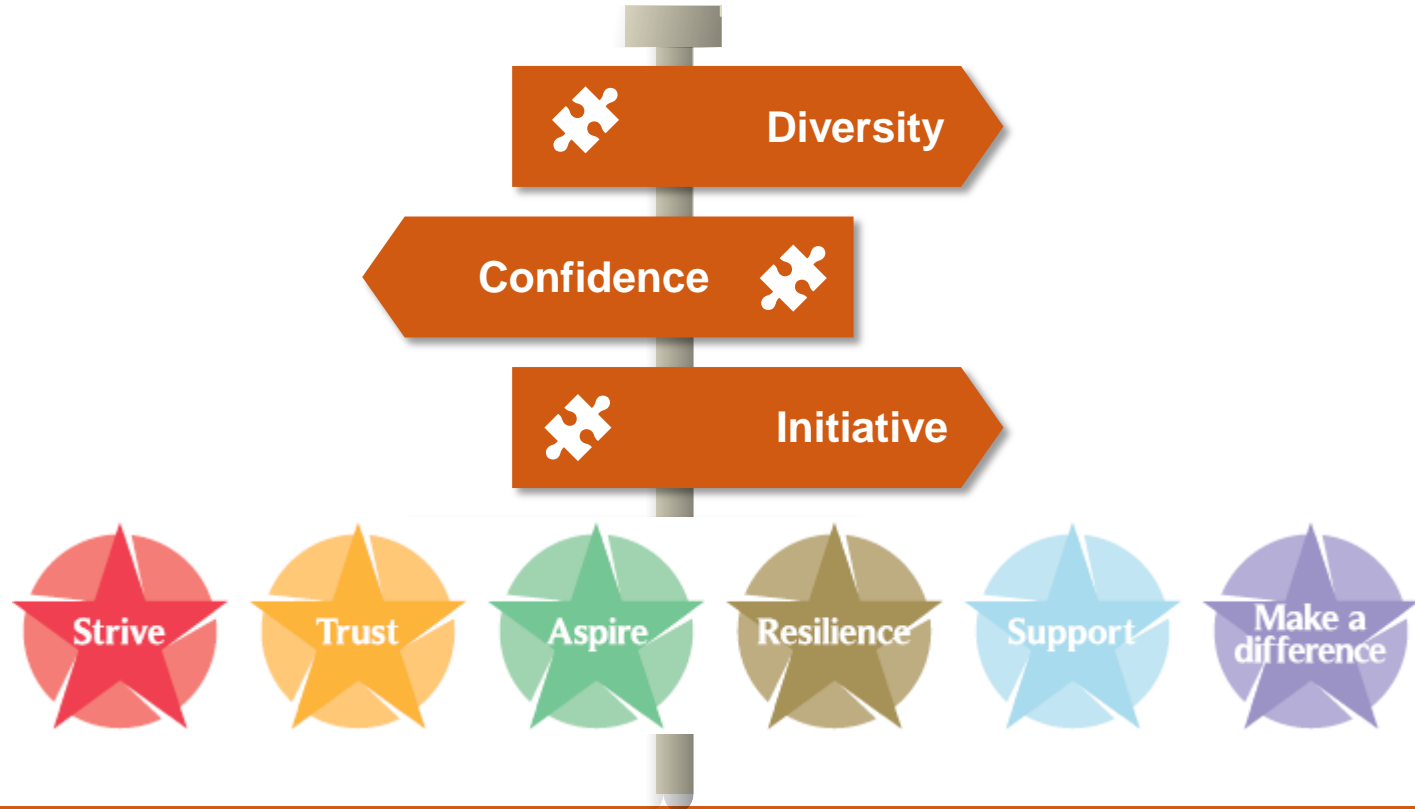 Diversity
Confidence
Initiative
Strive
Trust
Aspire
Resilience
Support
Make a
difference